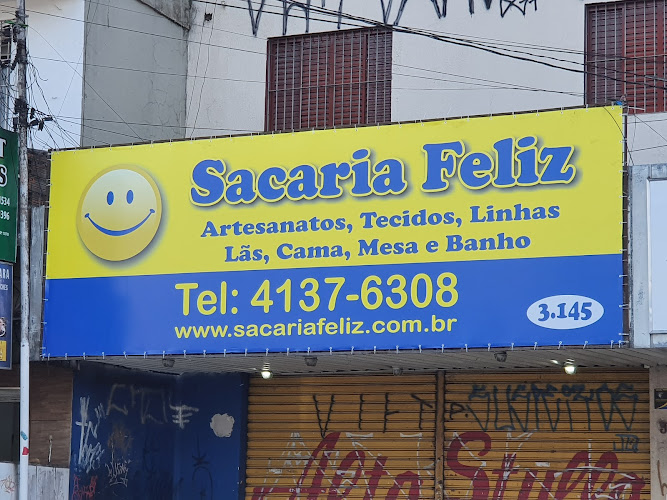 Sacaria Feliz
Artesanatos, Tecidos, Linhas
Lãs, Cama, Mesa e Banho
Tel: 4137-6308
www.sacariafeliz.com.br
3.145